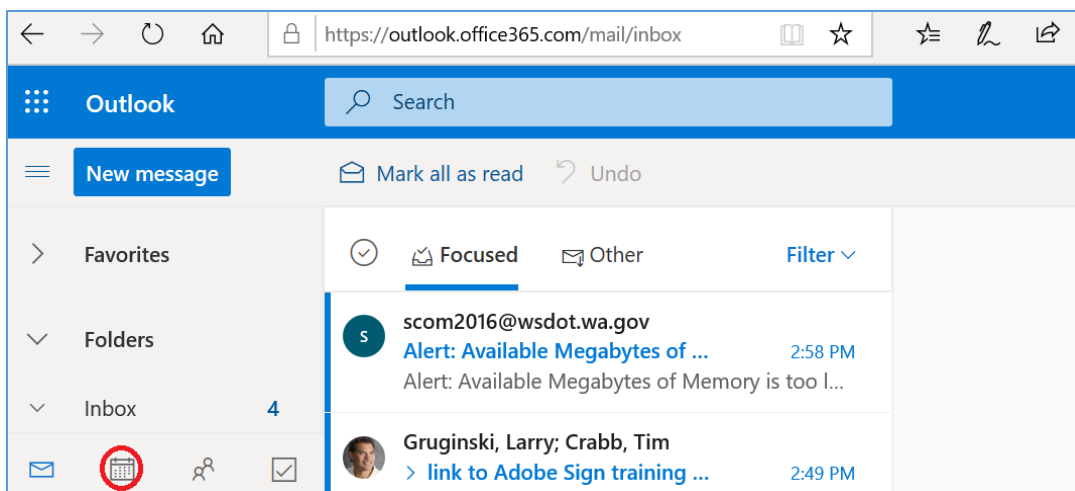 https://outlook.office365.com/mail/inbox
Outlook
Search
New message
Mark all as read
Undo
Favorites
Folders
Inbox 4
Focused
Other
Filter
S
scom2016@wsdot.wa.gov
Alert: Available Megabytes of ... 2:58 PM
Alert: Available Megabytes of Memory is too l...
Gruginski, Larry; Crabb, Tim
> link to Adobe Sign training ... 2:49 PM